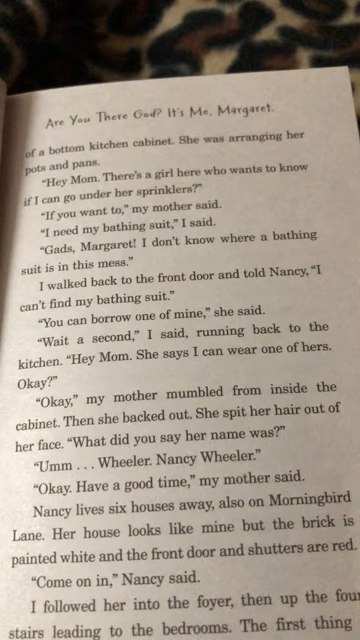 Are You There God? It's Me, Margaret.
of a bottom kitchen cabinet. She was arranging her
pots and pans.
"Hey Mom. There's a girl here who wants to know
if I can go under her sprinklers?"
"If you want to," my mother said.
"I need my bathing suit," I said.
"Gads, Margaret! I don't know where a bathing
suit is in this mess."
I walked back to the front door and told Nancy, "I
can't find my bathing suit."
"You can borrow one of mine," she said.
"Wait a second," I said, running back to the
kitchen. "Hey Mom. She says I can wear one of hers.
Okay?"
"Okay," my mother mumbled from inside the
cabinet. Then she backed out. She spit her hair out of
her face. "What did you say her name was?"
"Umm . . . Wheeler. Nancy Wheeler."
"Okay. Have a good time," my mother said.
Nancy lives six houses away, also on Morningbird
Lane. Her house looks like mine but the brick is
painted white and the front door and shutters are red.
"Come on in," Nancy said.
I followed her into the foyer, then up the four
stairs leading to the bedrooms. The first thing